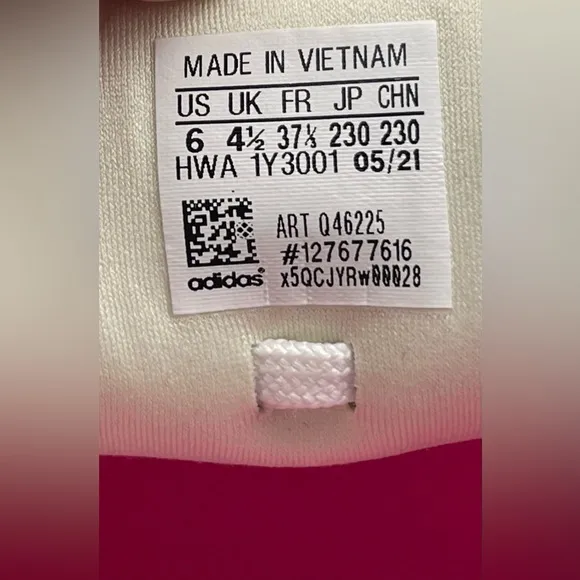 MADE IN VIETNAM
US UK FR JP CHN
6 4½ 37⅓ 230 230
HWA 1Y3001 05/21
ART Q46225
#127677616
adidas x5QCJYRw00028